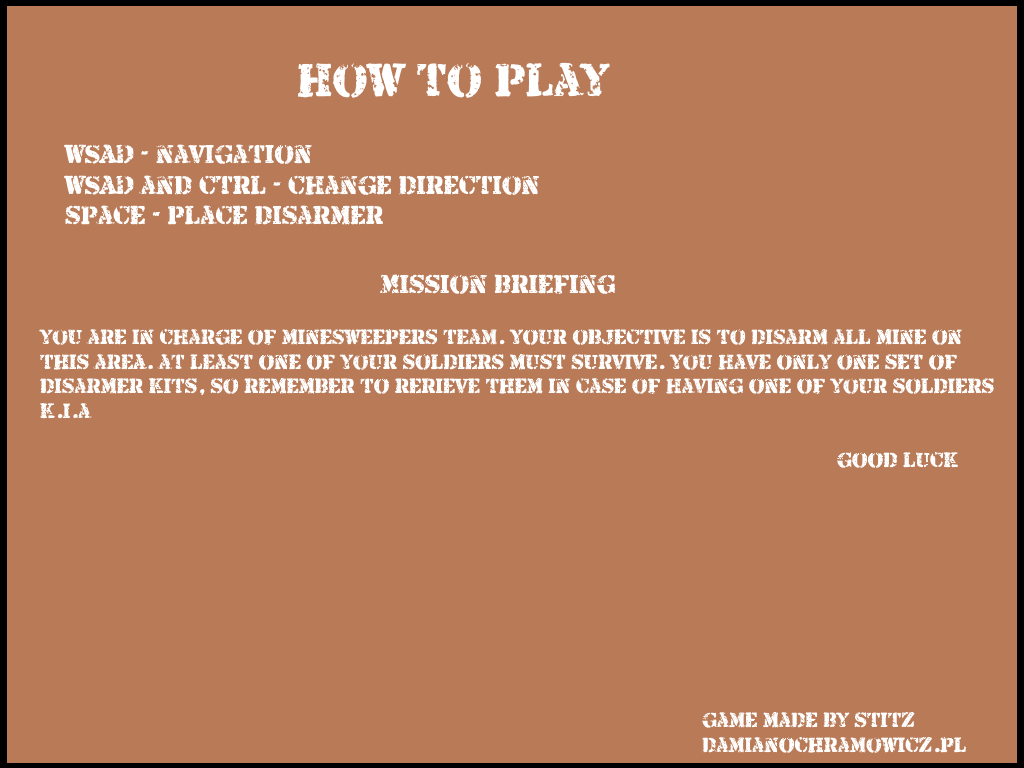 HOW TO PLAY
WSAD - NAVIGATION
WSAD AND CTRL - CHANGE DIRECTION
SPACE - PLACE DISARMER
MISSION BRIEFING
YOU ARE IN CHARGE OF MINESWEEPERS TEAM. YOUR OBJECTIVE IS TO DISARM ALL MINE ON
THIS AREA. AT LEAST ONE OF YOUR SOLDIERS MUST SURVIVE. YOU HAVE ONLY ONE SET OF
DISARMER KITS, SO REMEMBER TO RERIEVE THEM IN CASE OF HAVING ONE OF YOUR SOLDIERS
K.I.A
GOOD LUCK
GAME MADE BY STITZ
DAMIANOCHRAMOWICZ.PL